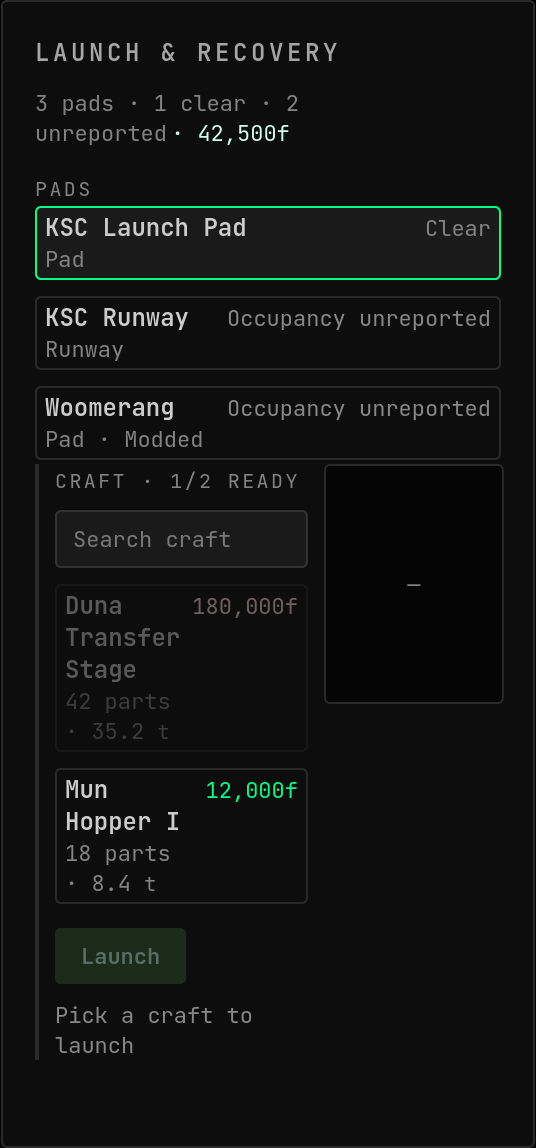 LAUNCH & RECOVERY
3 pads · 1 clear · 2
unreported · 42,500f
PADS
KSC Launch Pad Clear
Pad
KSC Runway Occupancy unreported
Runway
Woomerang Occupancy unreported
Pad · Modded
CRAFT · 1/2 READY
Search craft
Duna 180,000f
Transfer
Stage
42 parts
· 35.2 t
Mun 12,000f
Hopper I
18 parts
· 8.4 t
Launch
Pick a craft to
launch
—